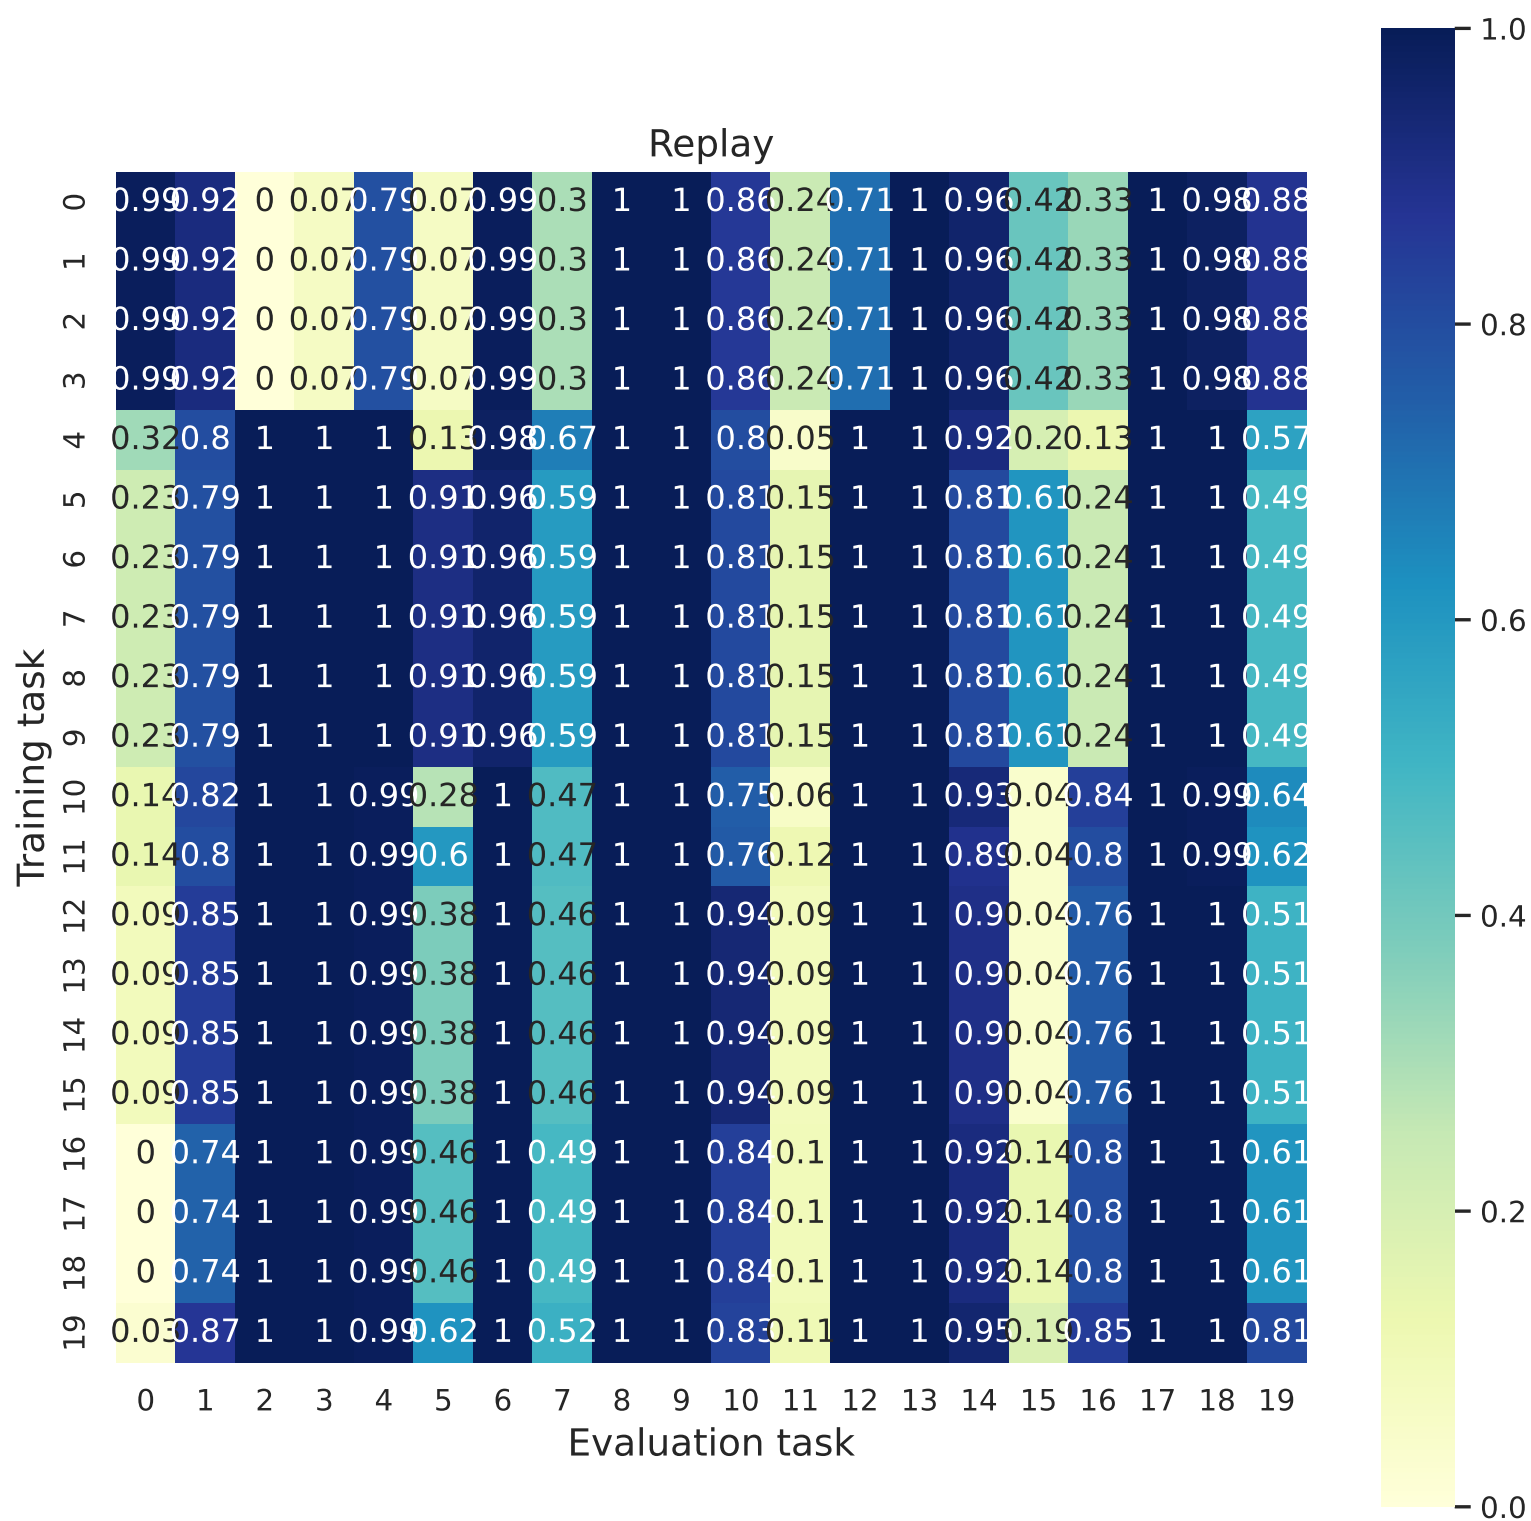 Replay
0 0.99 0.92 0 0.07 0.79 0.07 0.99 0.3 1 1 0.86 0.24 0.71 1 0.96 0.42 0.33 1 0.98 0.88
1 0.99 0.92 0 0.07 0.79 0.07 0.99 0.3 1 1 0.86 0.24 0.71 1 0.96 0.42 0.33 1 0.98 0.88
2 0.99 0.92 0 0.07 0.79 0.07 0.99 0.3 1 1 0.86 0.24 0.71 1 0.96 0.42 0.33 1 0.98 0.88
3 0.99 0.92 0 0.07 0.79 0.07 0.99 0.3 1 1 0.86 0.24 0.71 1 0.96 0.42 0.33 1 0.98 0.88
4 0.32 0.8 1 1 1 0.13 0.98 0.67 1 1 0.8 0.05 1 1 0.92 0.2 0.13 1 1 0.57
5 0.23 0.79 1 1 1 0.91 0.96 0.59 1 1 0.81 0.15 1 1 0.81 0.61 0.24 1 1 0.49
6 0.23 0.79 1 1 1 0.91 0.96 0.59 1 1 0.81 0.15 1 1 0.81 0.61 0.24 1 1 0.49
7 0.23 0.79 1 1 1 0.91 0.96 0.59 1 1 0.81 0.15 1 1 0.81 0.61 0.24 1 1 0.49
8 0.23 0.79 1 1 1 0.91 0.96 0.59 1 1 0.81 0.15 1 1 0.81 0.61 0.24 1 1 0.49
9 0.23 0.79 1 1 1 0.91 0.96 0.59 1 1 0.81 0.15 1 1 0.81 0.61 0.24 1 1 0.49
10 0.14 0.82 1 1 0.99 0.28 1 0.47 1 1 0.75 0.06 1 1 0.93 0.04 0.84 1 0.99 0.64
11 0.14 0.8 1 1 0.99 0.6 1 0.47 1 1 0.76 0.12 1 1 0.89 0.04 0.8 1 0.99 0.62
12 0.09 0.85 1 1 0.99 0.38 1 0.46 1 1 0.94 0.09 1 1 0.9 0.04 0.76 1 1 0.51
13 0.09 0.85 1 1 0.99 0.38 1 0.46 1 1 0.94 0.09 1 1 0.9 0.04 0.76 1 1 0.51
14 0.09 0.85 1 1 0.99 0.38 1 0.46 1 1 0.94 0.09 1 1 0.9 0.04 0.76 1 1 0.51
15 0.09 0.85 1 1 0.99 0.38 1 0.46 1 1 0.94 0.09 1 1 0.9 0.04 0.76 1 1 0.51
16 0 0.74 1 1 0.99 0.46 1 0.49 1 1 0.84 0.1 1 1 0.92 0.14 0.8 1 1 0.61
17 0 0.74 1 1 0.99 0.46 1 0.49 1 1 0.84 0.1 1 1 0.92 0.14 0.8 1 1 0.61
18 0 0.74 1 1 0.99 0.46 1 0.49 1 1 0.84 0.1 1 1 0.92 0.14 0.8 1 1 0.61
19 0.03 0.87 1 1 0.99 0.62 1 0.52 1 1 0.83 0.11 1 1 0.95 0.19 0.85 1 1 0.81
0 1 2 3 4 5 6 7 8 9 10 11 12 13 14 15 16 17 18 19
Evaluation task
Training task
1.0
0.8
0.6
0.4
0.2
0.0